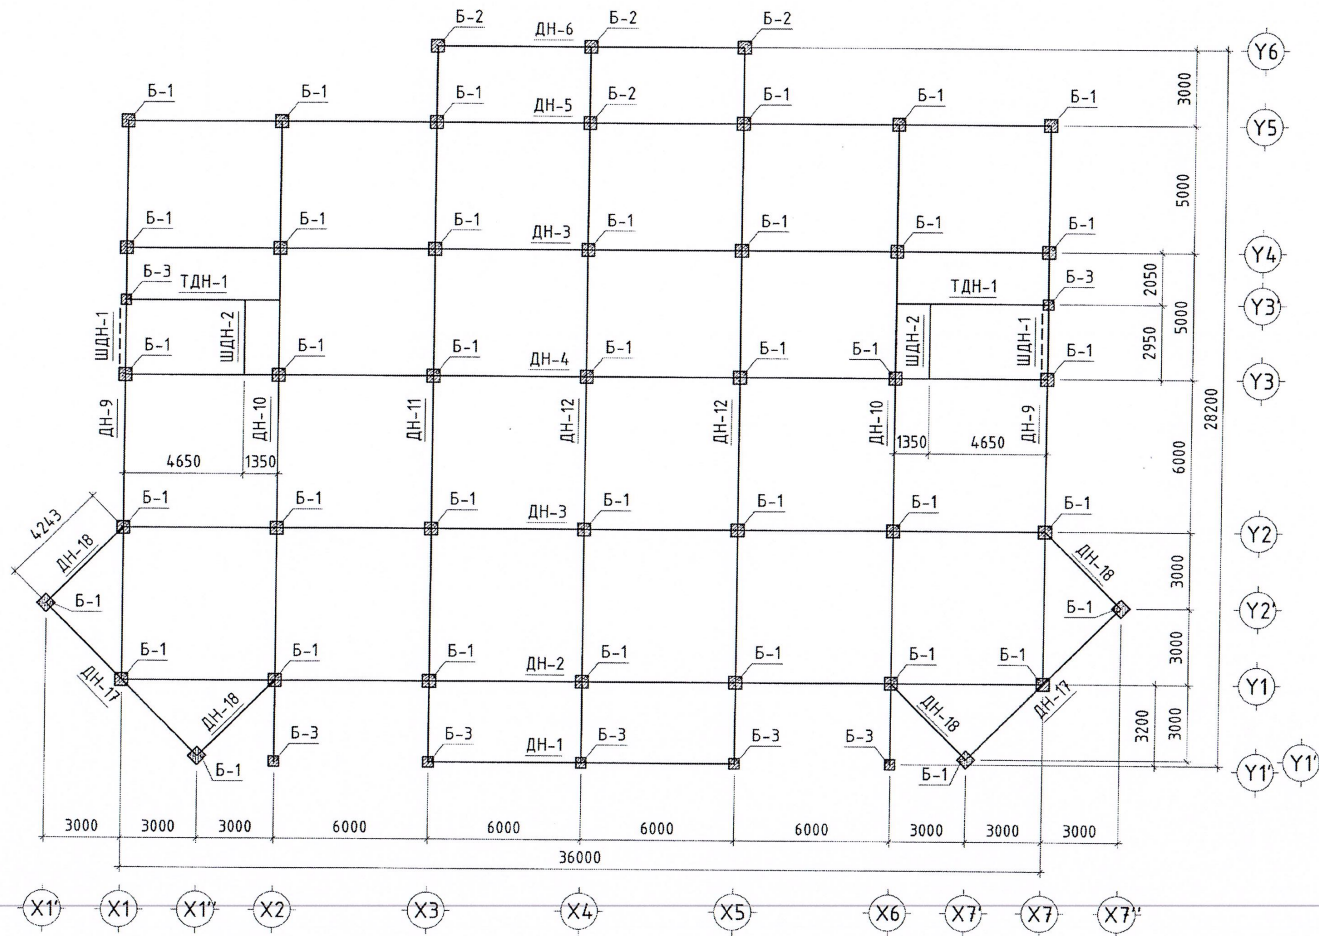 Б-2
ДН-6
Б-2
Б-2
Y6
3000
Б-1
Б-1
Б-1
ДН-5
Б-2
Б-1
Б-1
Б-1
Y5
5000
Б-1
Б-1
Б-1
ДН-3
Б-1
Б-1
Б-1
Б-1
Y4
Б-3
ТДН-1
ТДН-1
Б-3
2050
5000
Y3'
ШДН-1
ШДН-2
ШДН-2
ШДН-1
2950
Б-1
Б-1
Б-1
ДН-4
Б-1
Б-1
Б-1
Б-1
Y3
28200
ДН-9
ДН-10
ДН-11
ДН-12
ДН-12
ДН-10
ДН-9
1350
4650
4650
1350
6000
4243
Б-1
Б-1
Б-1
ДН-3
Б-1
Б-1
Б-1
Б-1
Y2
ДН-18
ДН-18
3000
Б-1
Б-1
Y2'
3000
Б-1
Б-1
Б-1
ДН-2
Б-1
Б-1
Б-1
Б-1
Y1
ДН-17
ДН-18
ДН-18
ДН-17
3200
3000
Б-1
Б-3
Б-3
ДН-1
Б-3
Б-3
Б-3
Б-1
Y1'
Y1'
3000
3000
3000
6000
6000
6000
6000
3000
3000
3000
36000
X1'
X1
X1''
X2
X3
X4
X5
X6
X7'
X7
X7''